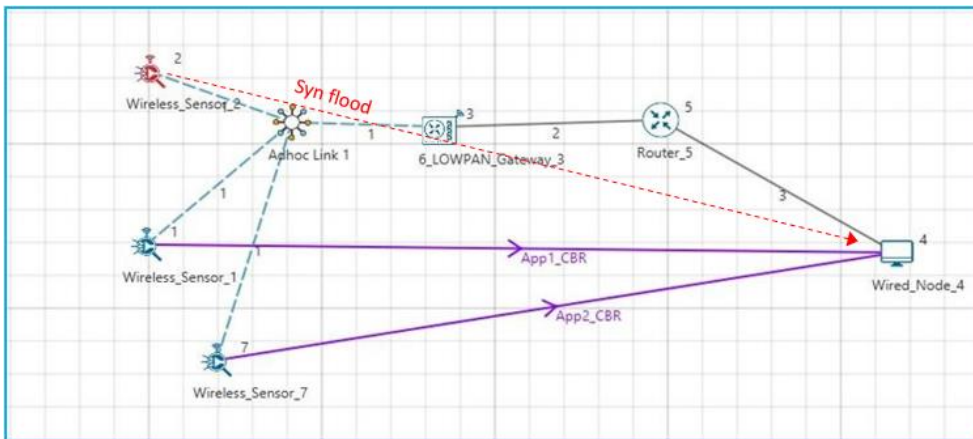 2
Wireless_Sensor_2
Syn flood
Adhoc Link 1
1
3
6_LOWPAN_Gateway_3
2
5
Router_5
3
4
Wired_Node_4
1
1
Wireless_Sensor_1
App1_CBR
1
App2_CBR
7
Wireless_Sensor_7